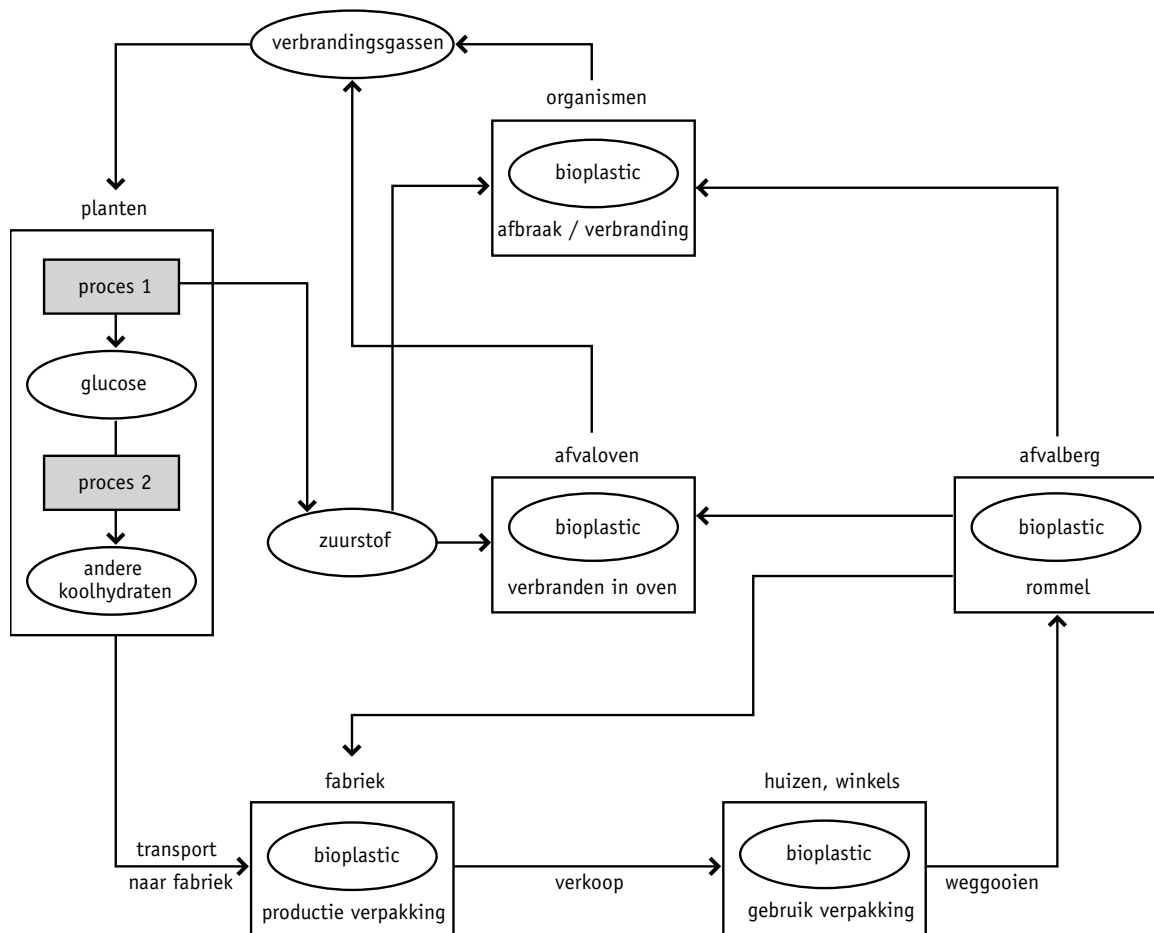 verbrandingsgassen
organismen
bioplastic
afbraak / verbranding
planten
proces 1
glucose
proces 2
andere
koolhydraten
zuurstof
afvaloven
bioplastic
verbranden in oven
afvalberg
bioplastic
rommel
transport
naar fabriek
fabriek
bioplastic
productie verpakking
verkoop
huizen, winkels
bioplastic
gebruik verpakking
weggooien